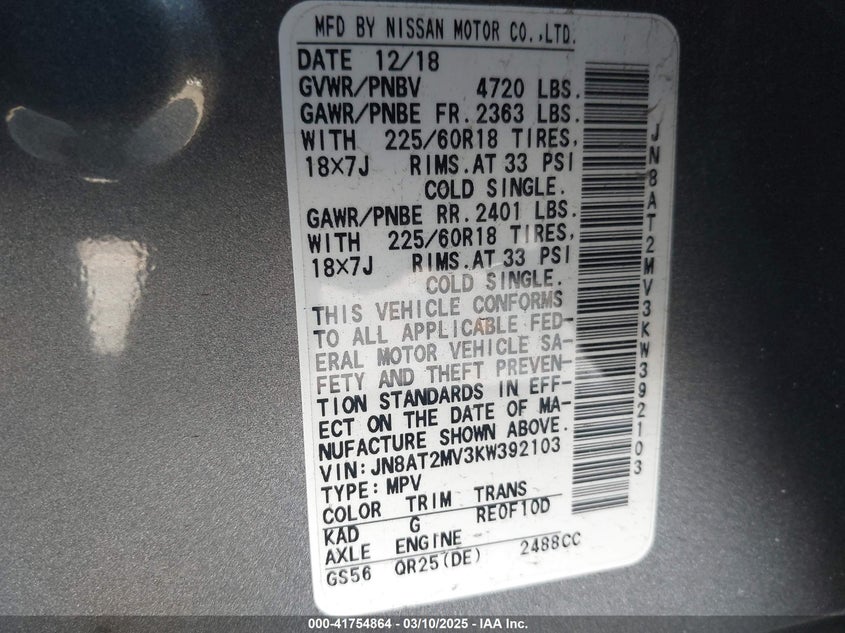 MFD BY NISSAN MOTOR CO.,LTD.
DATE 12/18
GVWR/PNBV 4720 LBS.
GAWR/PNBE FR. 2363 LBS.
WITH 225/60R18 TIRES,
18X7J RIMS. AT 33 PSI
COLD SINGLE.
GAWR/PNBE RR. 2401 LBS.
WITH 225/60R18 TIRES,
18X7J RIMS. AT 33 PSI
COLD SINGLE.
THIS VEHICLE CONFORMS
TO ALL APPLICABLE FED-
ERAL MOTOR VEHICLE SA-
FETY AND THEFT PREVEN-
TION STANDARDS IN EFF-
ECT ON THE DATE OF MA-
NUFACTURE SHOWN ABOVE.
VIN: JN8AT2MV3KW392103
TYPE: MPV
COLOR TRIM TRANS
KAD G RE0F10D
AXLE ENGINE
GS56 QR25(DE) 2488CC
JN8AT2MV3KW392103
000-41754864 — 03/10/2025 — IAA Inc.